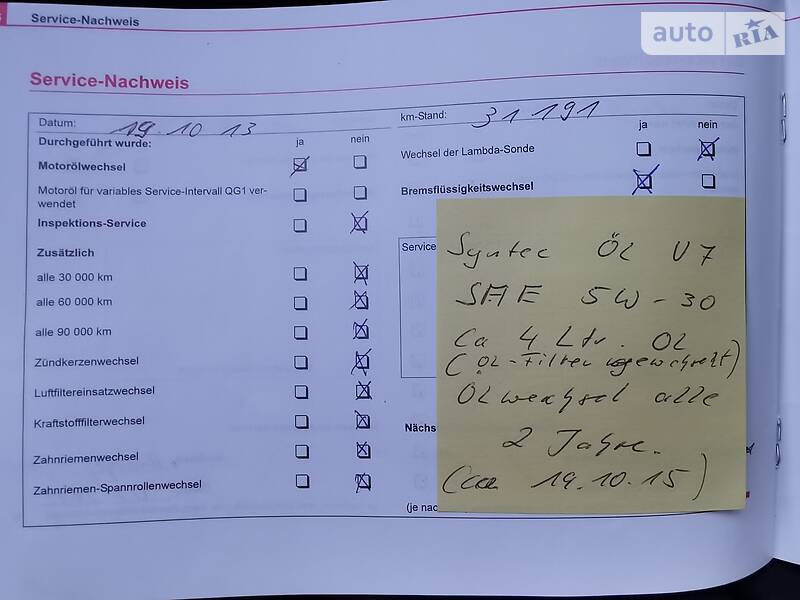 Service-Nachweis
auto RIA
Service-Nachweis
Datum: 19.10 13
km-Stand: 31 191
Durchgeführt wurde: ja nein
ja nein
Motorölwechsel
Wechsel der Lambda-Sonde
Motoröl für variables Service-Intervall QG1 ver-
wendet
Bremsflüssigkeitswechsel
Inspektions-Service
Zusätzlich
alle 30 000 km
alle 60 000 km
alle 90 000 km
Zündkerzenwechsel
Luftfiltereinsatzwechsel
Kraftstofffilterwechsel
Zahnriemenwechsel
Zahnriemen-Spannrollenwechsel
Service
Syntec ÖL V7
SAE 5W-30
Ca 4 Ltr. ÖL
(ÖL-Filter gewechselt)
ÖLwechsel alle
2 Jahre.
(ca 19.10.15)
Nächs
(je nac